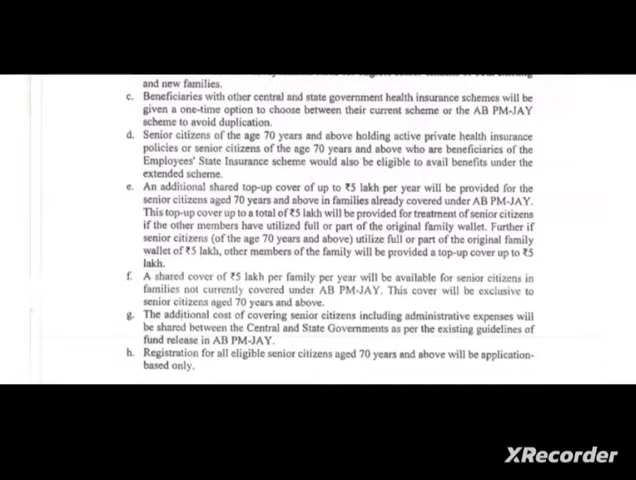 and new families.
c. Beneficiaries with other central and state government health insurance schemes will be
given a one-time option to choose between their current scheme or the AB PM-JAY
scheme to avoid duplication.
d. Senior citizens of the age 70 years and above holding active private health insurance
policies or senior citizens of the age 70 years and above who are beneficiaries of the
Employees' State Insurance scheme would also be eligible to avail benefits under the
extended scheme.
e. An additional shared top-up cover of up to ₹5 lakh per year will be provided for the
senior citizens aged 70 years and above in families already covered under AB PM-JAY.
This top-up cover up to a total of ₹5 lakh will be provided for treatment of senior citizens
if the other members have utilized full or part of the original family wallet. Further if
senior citizens (of the age 70 years and above) utilize full or part of the original family
wallet of ₹5 lakh, other members of the family will be provided a top-up cover up to ₹5
lakh.
f. A shared cover of ₹5 lakh per family per year will be available for senior citizens in
families not currently covered under AB PM-JAY. This cover will be exclusive to
senior citizens aged 70 years and above.
g. The additional cost of covering senior citizens including administrative expenses will
be shared between the Central and State Governments as per the existing guidelines of
fund release in AB PM-JAY.
h. Registration for all eligible senior citizens aged 70 years and above will be application-
based only.
XRecorder